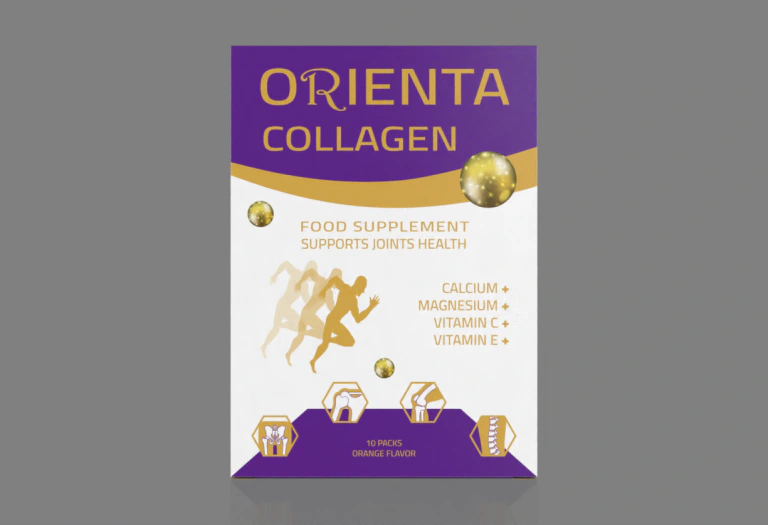 ORIENTA
COLLAGEN
FOOD SUPPLEMENT
SUPPORTS JOINTS HEALTH
CALCIUM +
MAGNESIUM +
VITAMIN C +
VITAMIN E +
10 PACKS
ORANGE FLAVOR